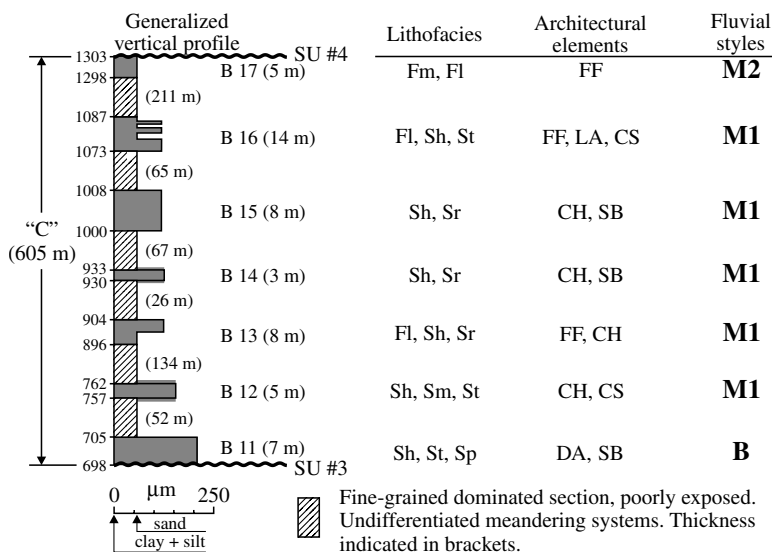 Generalized
vertical profile
Lithofacies
Architectural
elements
Fluvial
styles
SU #4
1303
1298
B 17 (5 m)
Fm, Fl
FF
M2
(211 m)
1087
1073
B 16 (14 m)
Fl, Sh, St
FF, LA, CS
M1
(65 m)
1008
1000
B 15 (8 m)
Sh, Sr
CH, SB
M1
“C”
(605 m)
(67 m)
933
930
B 14 (3 m)
Sh, Sr
CH, SB
M1
(26 m)
904
896
B 13 (8 m)
Fl, Sh, Sr
FF, CH
M1
(134 m)
762
757
B 12 (5 m)
Sh, Sm, St
CH, CS
M1
(52 m)
705
698
B 11 (7 m)
Sh, St, Sp
DA, SB
B
SU #3
0 µm 250
sand
clay + silt
Fine-grained dominated section, poorly exposed.
Undifferentiated meandering systems. Thickness
indicated in brackets.